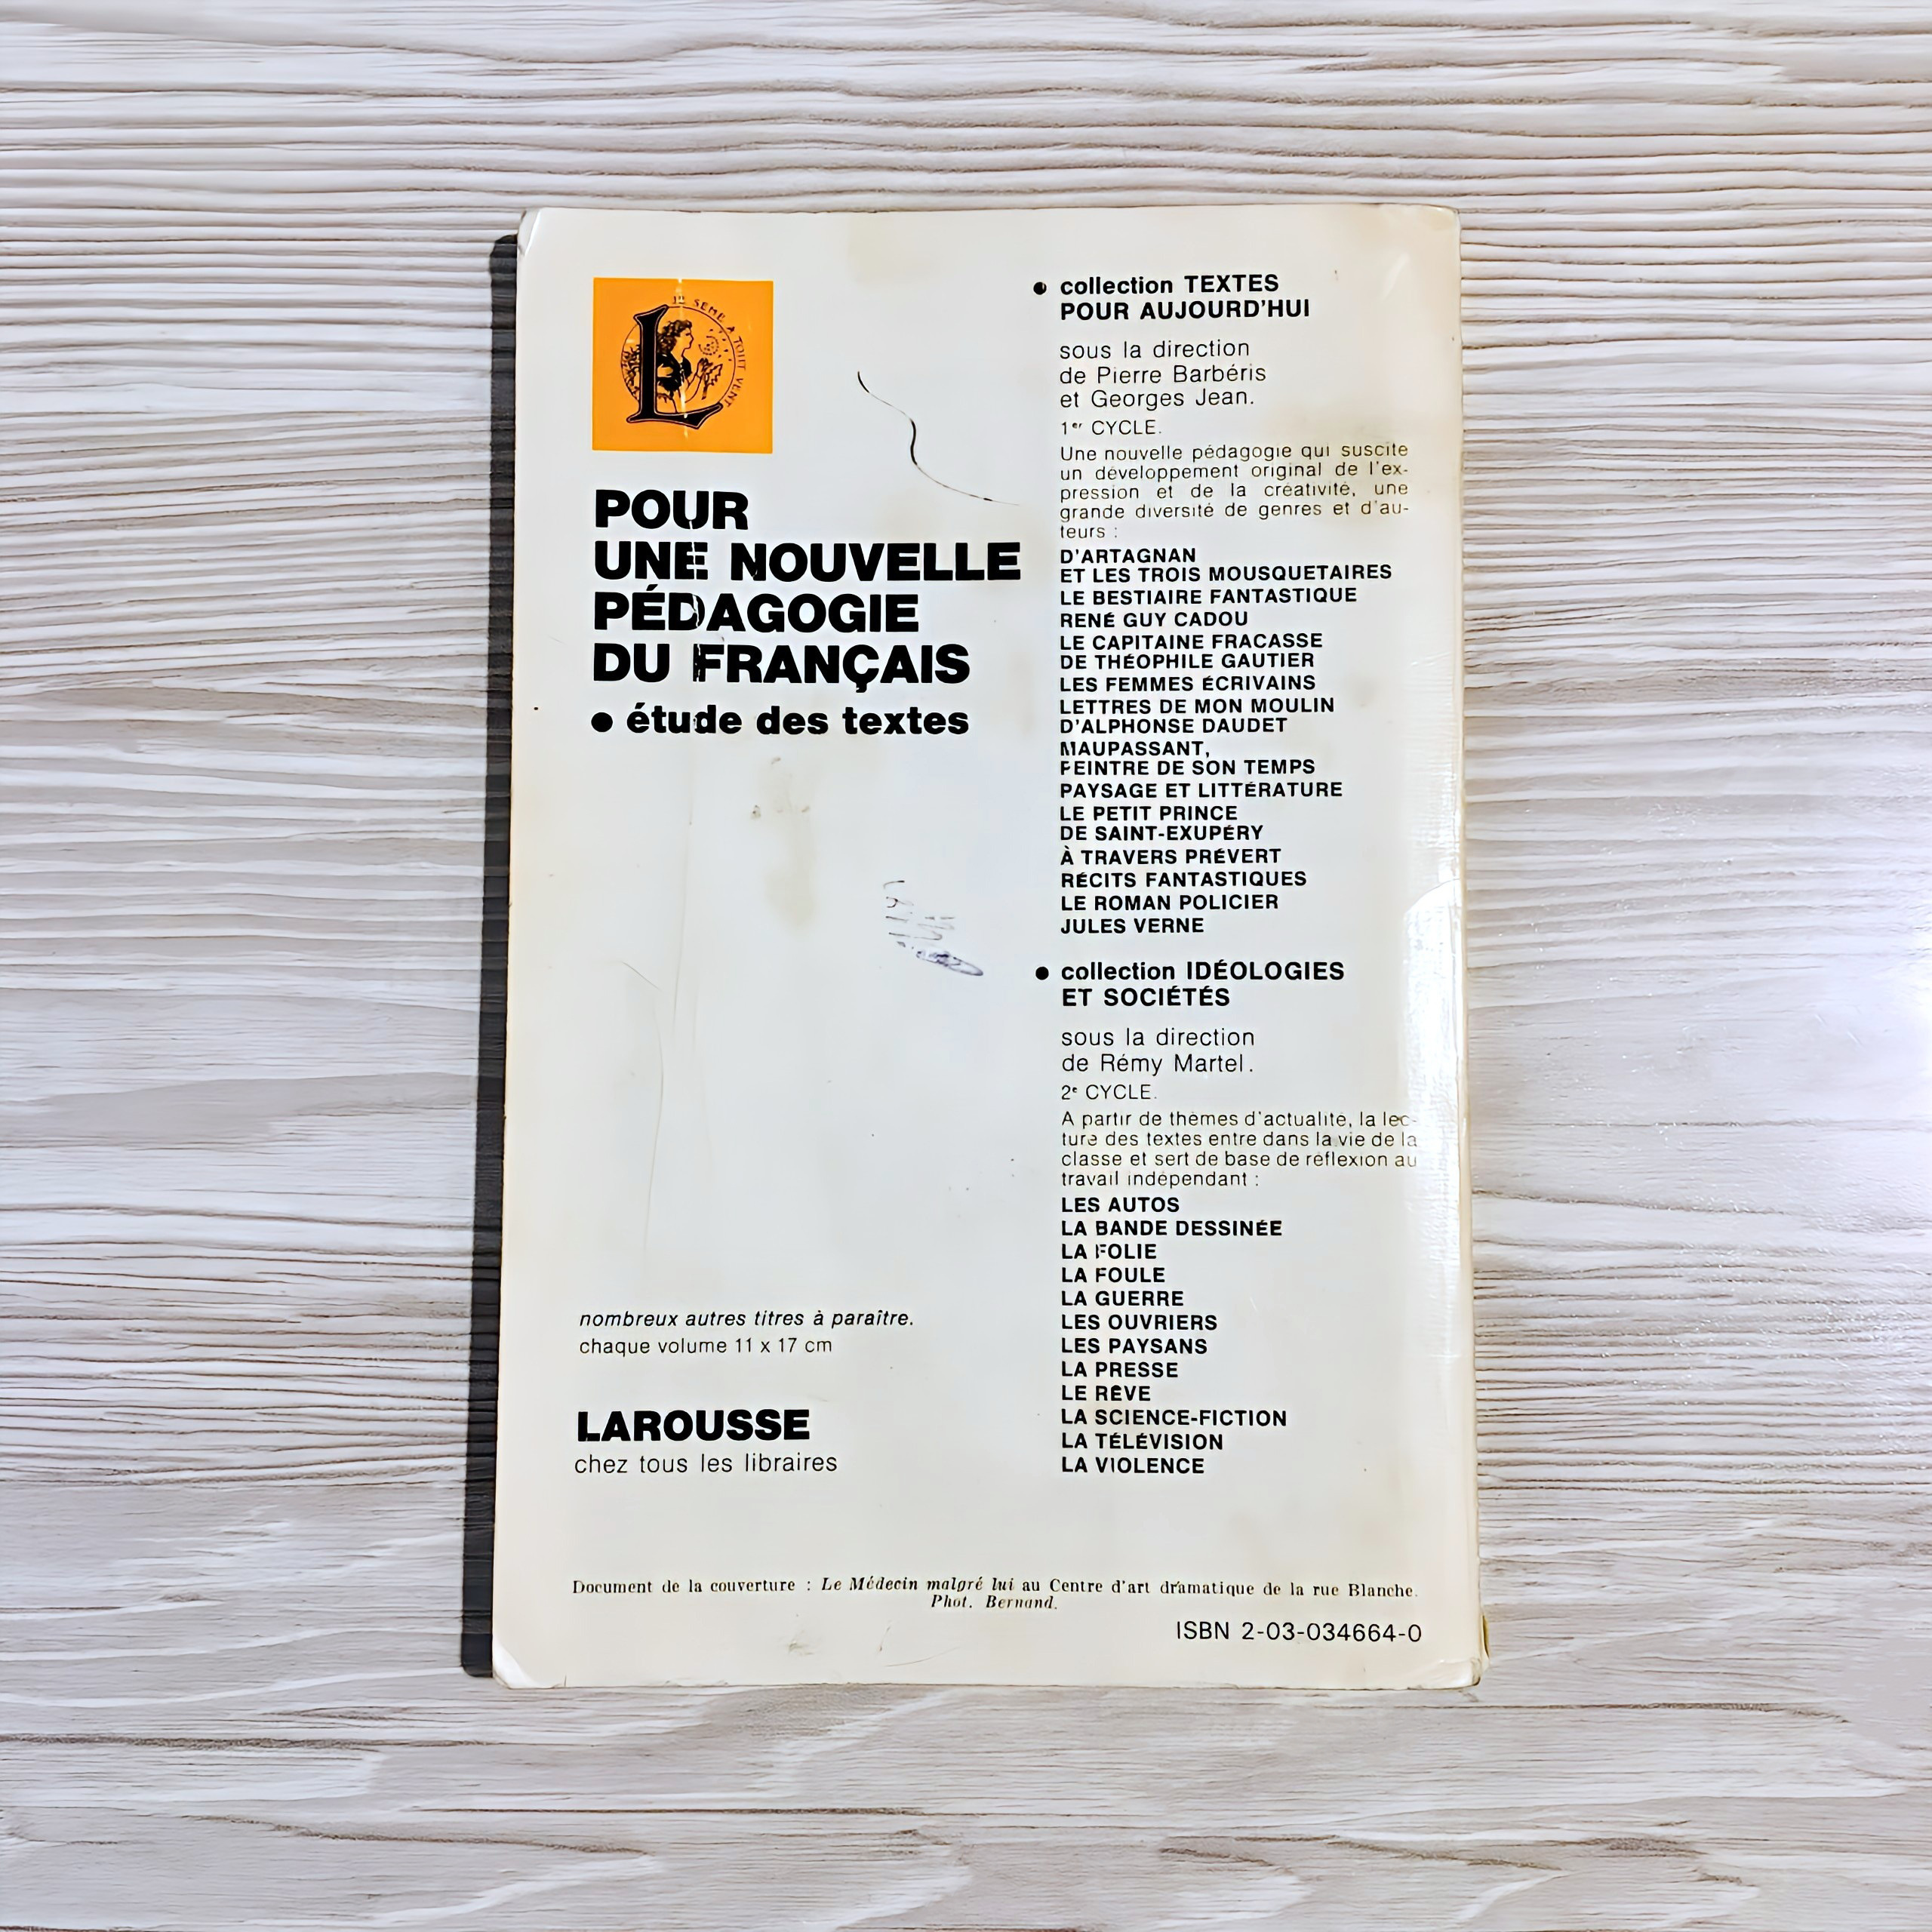 JE SÈME À TOUT VENT
POUR
UNE NOUVELLE
PÉDAGOGIE
DU FRANÇAIS
● étude des textes
nombreux autres titres à paraître.
chaque volume 11 x 17 cm
LAROUSSE
chez tous les libraires
● collection TEXTES
POUR AUJOURD'HUI
sous la direction
de Pierre Barbéris
et Georges Jean.
1er CYCLE.
Une nouvelle pédagogie qui suscite
un développement original de l'ex-
pression et de la créativité, une
grande diversité de genres et d'au-
teurs :
D'ARTAGNAN
ET LES TROIS MOUSQUETAIRES
LE BESTIAIRE FANTASTIQUE
RENÉ GUY CADOU
LE CAPITAINE FRACASSE
DE THÉOPHILE GAUTIER
LES FEMMES ÉCRIVAINS
LETTRES DE MON MOULIN
D'ALPHONSE DAUDET
MAUPASSANT,
PEINTRE DE SON TEMPS
PAYSAGE ET LITTÉRATURE
LE PETIT PRINCE
DE SAINT-EXUPÉRY
À TRAVERS PRÉVERT
RÉCITS FANTASTIQUES
LE ROMAN POLICIER
JULES VERNE
● collection IDÉOLOGIES
ET SOCIÉTÉS
sous la direction
de Rémy Martel.
2e CYCLE.
A partir de thèmes d'actualité, la lec-
ture des textes entre dans la vie de la
classe et sert de base de réflexion au
travail indépendant :
LES AUTOS
LA BANDE DESSINÉE
LA FOLIE
LA FOULE
LA GUERRE
LES OUVRIERS
LES PAYSANS
LA PRESSE
LE RÊVE
LA SCIENCE-FICTION
LA TÉLÉVISION
LA VIOLENCE
Document de la couverture : Le Médecin malgré lui au Centre d'art dramatique de la rue Blanche.
Phot. Bernand.
ISBN 2-03-034664-0